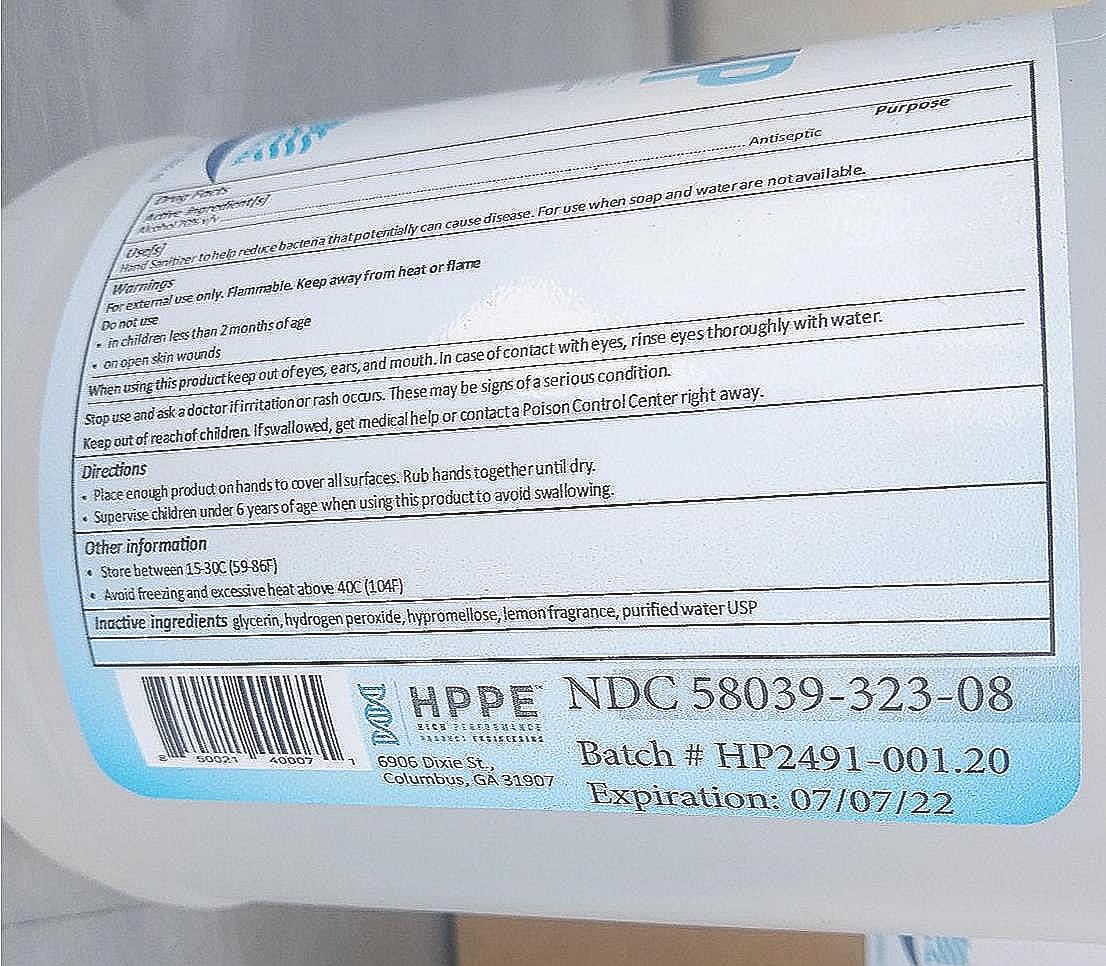 Drug Facts
Active ingredient[s] Purpose
Alcohol 70% v/v Antiseptic
Use[s]
Hand Sanitizer to help reduce bacteria that potentially can cause disease. For use when soap and water are not available.
Warnings
For external use only. Flammable. Keep away from heat or flame
Do not use
• in children less than 2 months of age
• on open skin wounds
When using this product keep out of eyes, ears, and mouth. In case of contact with eyes, rinse eyes thoroughly with water.
Stop use and ask a doctor if irritation or rash occurs. These may be signs of a serious condition.
Keep out of reach of children. If swallowed, get medical help or contact a Poison Control Center right away.
Directions
• Place enough product on hands to cover all surfaces. Rub hands together until dry.
• Supervise children under 6 years of age when using this product to avoid swallowing.
Other information
• Store between 15-30C (59-86F)
• Avoid freezing and excessive heat above 40C (104F)
Inactive ingredients glycerin, hydrogen peroxide, hypromellose, lemon fragrance, purified water USP
8 50021 40007 1
HPPE™
HIGH PERFORMANCE
PRODUCT ENGINEERING
6906 Dixie St.,
Columbus, GA 31907
NDC 58039-323-08
Batch # HP2491-001.20
Expiration: 07/07/22